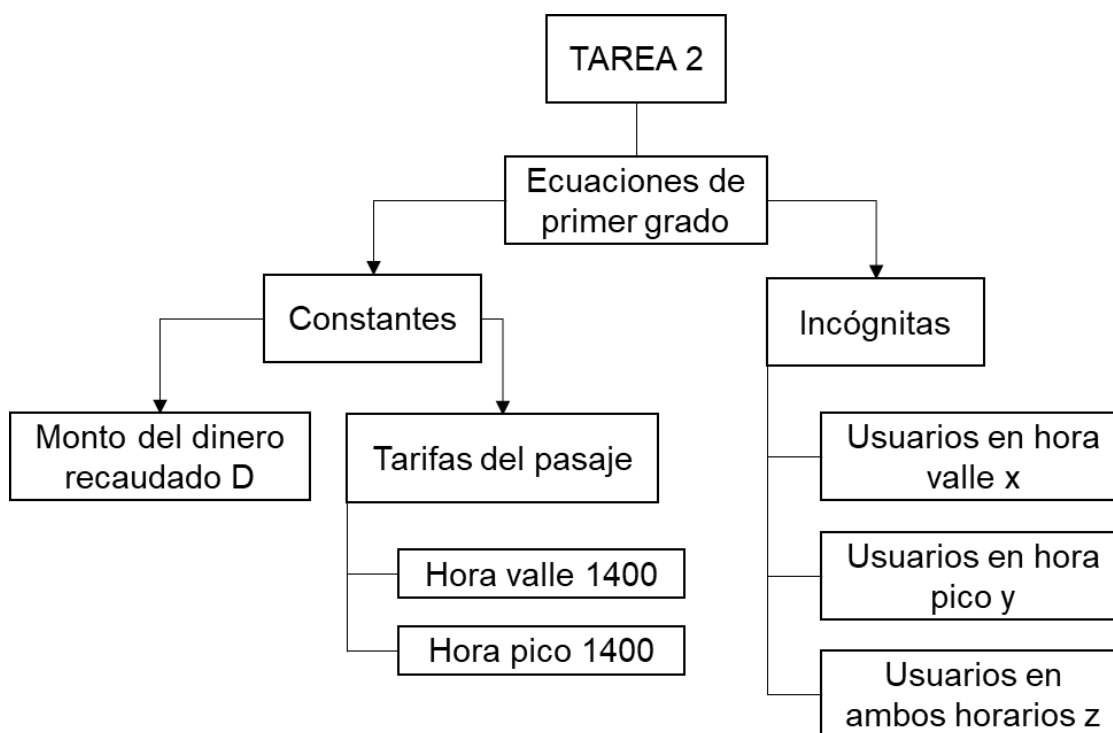 TAREA 2
Ecuaciones de
primer grado
Constantes
Incógnitas
Monto del dinero
recaudado D
Tarifas del pasaje
Hora valle 1400
Hora pico 1400
Usuarios en hora
valle x
Usuarios en hora
pico y
Usuarios en
ambos horarios z